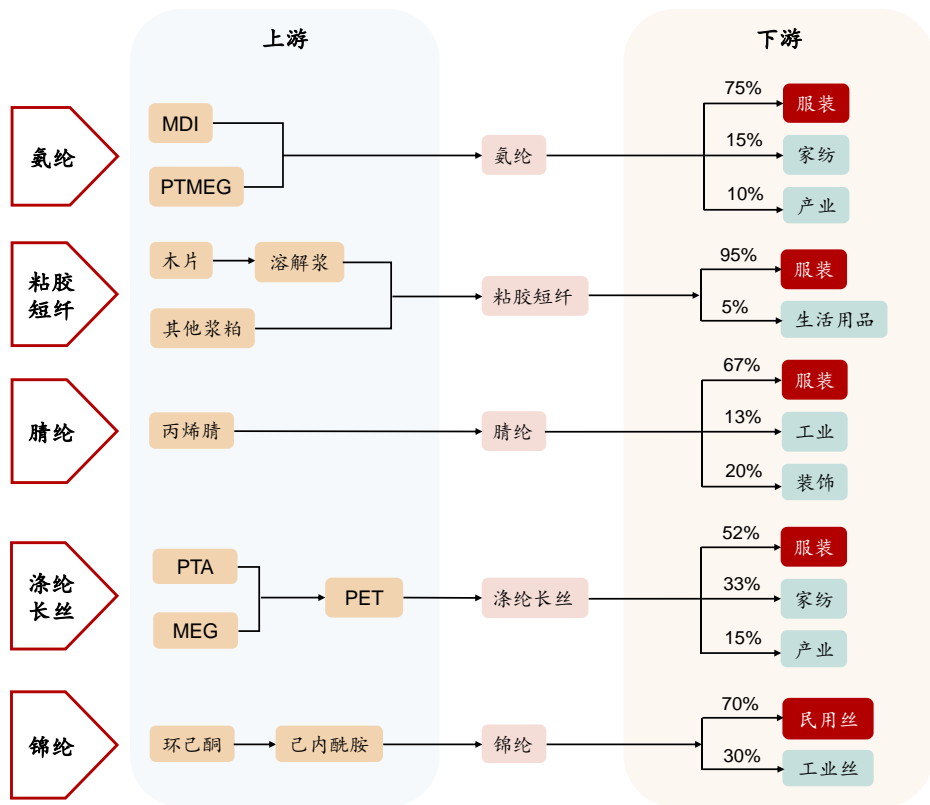 上游
下游
氨纶
MDI
PTMEG
氨纶
75%
服装
15%
家纺
10%
产业
粘胶
短纤
木片
溶解浆
其他浆粕
粘胶短纤
95%
服装
5%
生活用品
腈纶
丙烯腈
腈纶
67%
服装
13%
工业
20%
装饰
涤纶
长丝
PTA
MEG
PET
涤纶长丝
52%
服装
33%
家纺
15%
产业
锦纶
环己酮
己内酰胺
锦纶
70%
民用丝
30%
工业丝